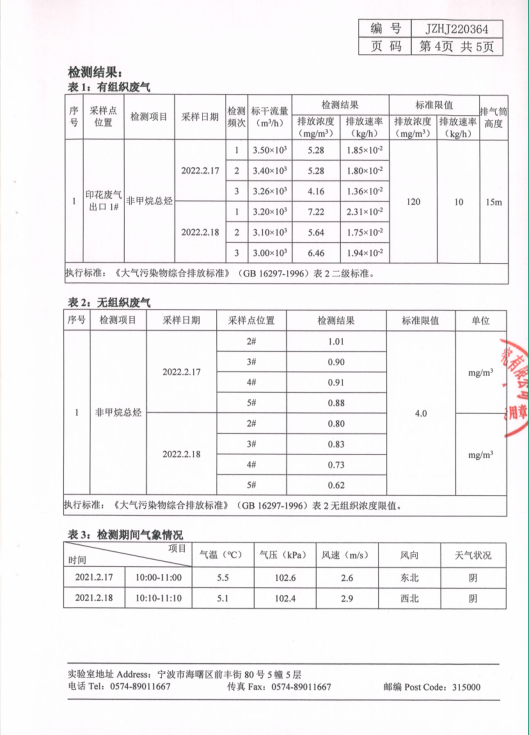 编 号 JZHJ220364
页 码 第 4页 共 5页
检测结果：
表 1：有组织废气
序号 采样点位置 检测项目 采样日期 检测频次 标干流量（m³/h） 检测结果 标准限值 排气筒高度
排放浓度（mg/m³） 排放速率（kg/h） 排放浓度（mg/m³） 排放速率（kg/h）
1 印花废气出口 1# 非甲烷总烃 2022.2.17 1 3.50×10³ 5.28 1.85×10⁻² 120 10 15m
2 3.40×10³ 5.28 1.80×10⁻²
3 3.26×10³ 4.16 1.36×10⁻²
2022.2.18 1 3.20×10³ 7.22 2.31×10⁻²
2 3.10×10³ 5.64 1.75×10⁻²
3 3.00×10³ 6.46 1.94×10⁻²
执行标准：《大气污染物综合排放标准》（GB 16297-1996）表 2 二级标准。
表 2：无组织废气
序号 检测项目 采样日期 采样点位置 检测结果 标准限值 单位
1 非甲烷总烃 2022.2.17 2# 1.01 4.0 mg/m³
3# 0.90
4# 0.91
5# 0.88
2022.2.18 2# 0.80 mg/m³
3# 0.83
4# 0.73
5# 0.62
执行标准：《大气污染物综合排放标准》（GB 16297-1996）表 2 无组织浓度限值。
表 3：检测期间气象情况
项目 时间 气温（℃） 气压（kPa） 风速（m/s） 风向 天气状况
2021.2.17 10:00-11:00 5.5 102.6 2.6 东北 阴
2021.2.18 10:10-11:10 5.1 102.4 2.9 西北 阴
有限公司
用章
实验室地址 Address：宁波市海曙区前丰街 80 号 5 幢 5 层
电话 Tel：0574-89011667 传真 Fax：0574-89011667 邮编 Post Code：315000